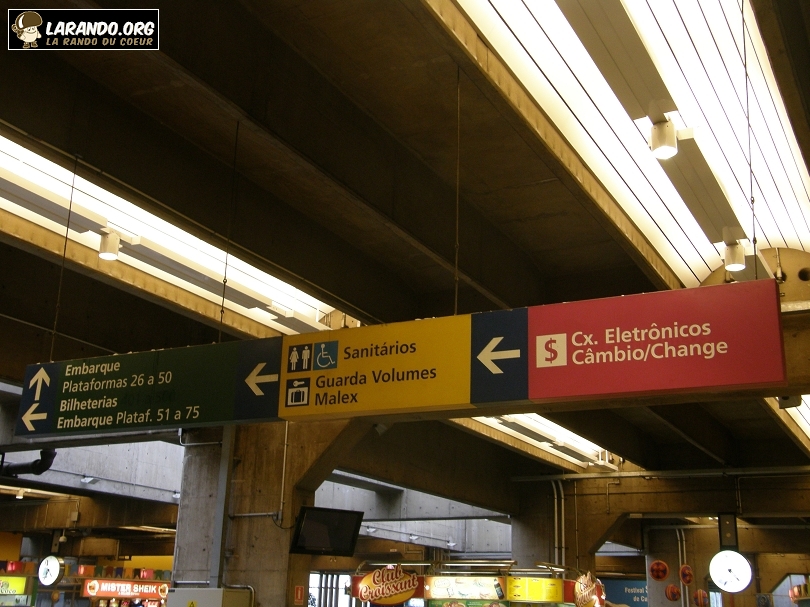 LARANDO.ORG
LA RANDO DU COEUR
Embarque
Plataformas 26 a 50
Bilheterias
Embarque Plataf. 51 a 75
Sanitários
Guarda Volumes
Malex
$ Cx. Eletrônicos
Câmbio/Change
MISTER SHEIK
Club
Croissant